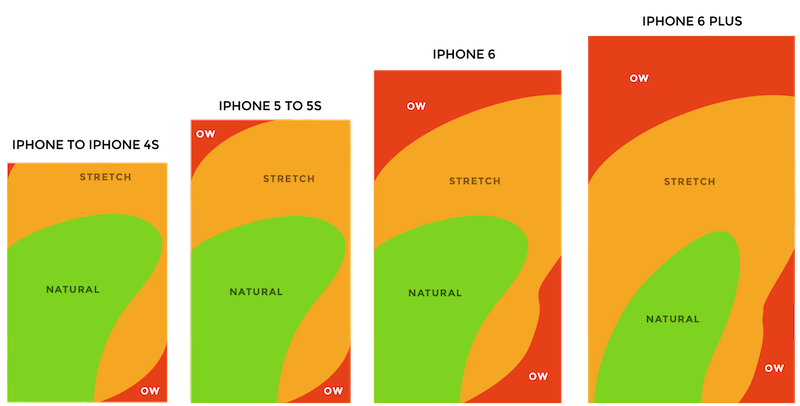 IPHONE TO IPHONE 4S
STRETCH
NATURAL
OW
IPHONE 5 TO 5S
OW
STRETCH
NATURAL
OW
IPHONE 6
OW
STRETCH
NATURAL
OW
IPHONE 6 PLUS
OW
STRETCH
NATURAL
OW